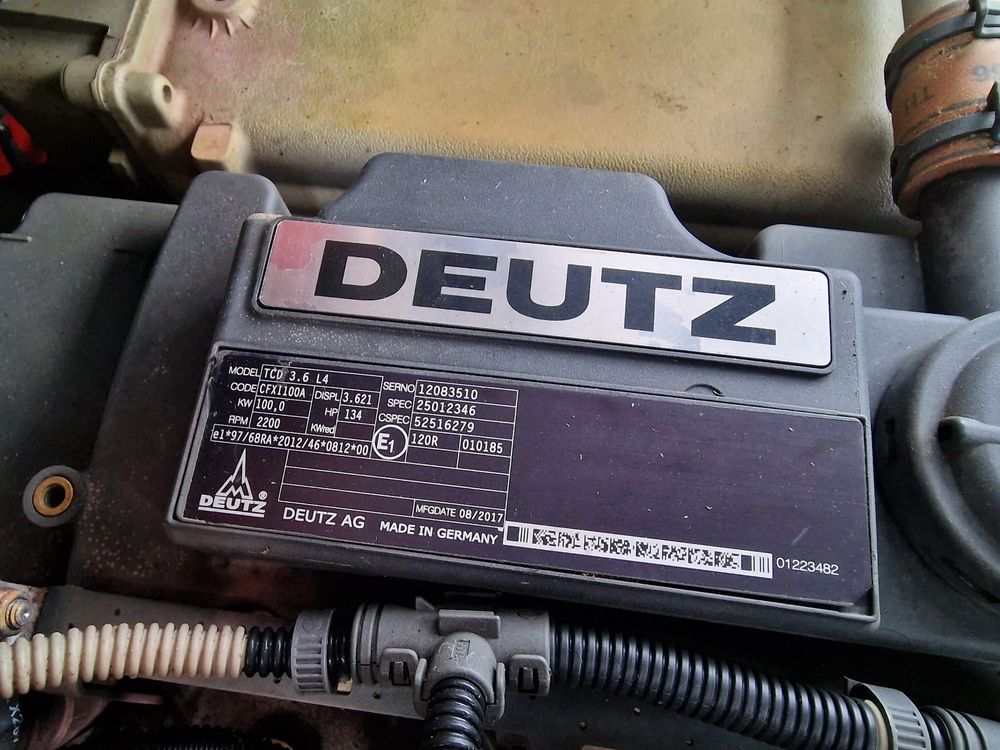 DEUTZ
MODEL TCD 3.6 L4
CODE CFX1100A DISPL 3.621
KW 100,0 HP 134
RPM 2200 KWred
SERNO 12083510
SPEC 25012346
CSPEC 52516279
e1*97/68RA*2012/46*0812*00 E1 120R 010185
MFGDATE 08/2017
DEUTZ®
DEUTZ AG MADE IN GERMANY
01223482